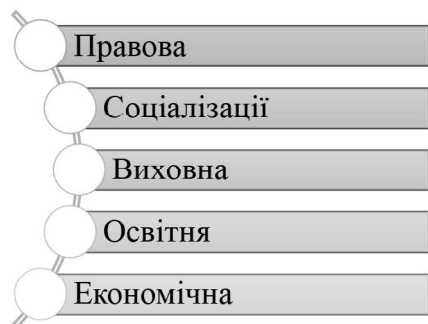 Правова
Соціалізації
Виховна
Освітня
Економічна